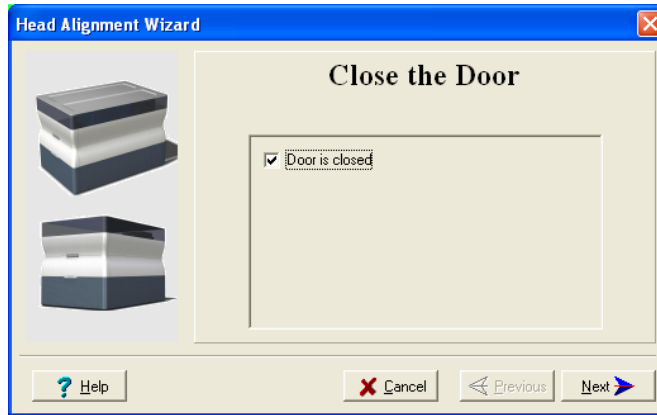 Head Alignment Wizard
Close the Door
Door is closed
Help
Cancel
Previous
Next